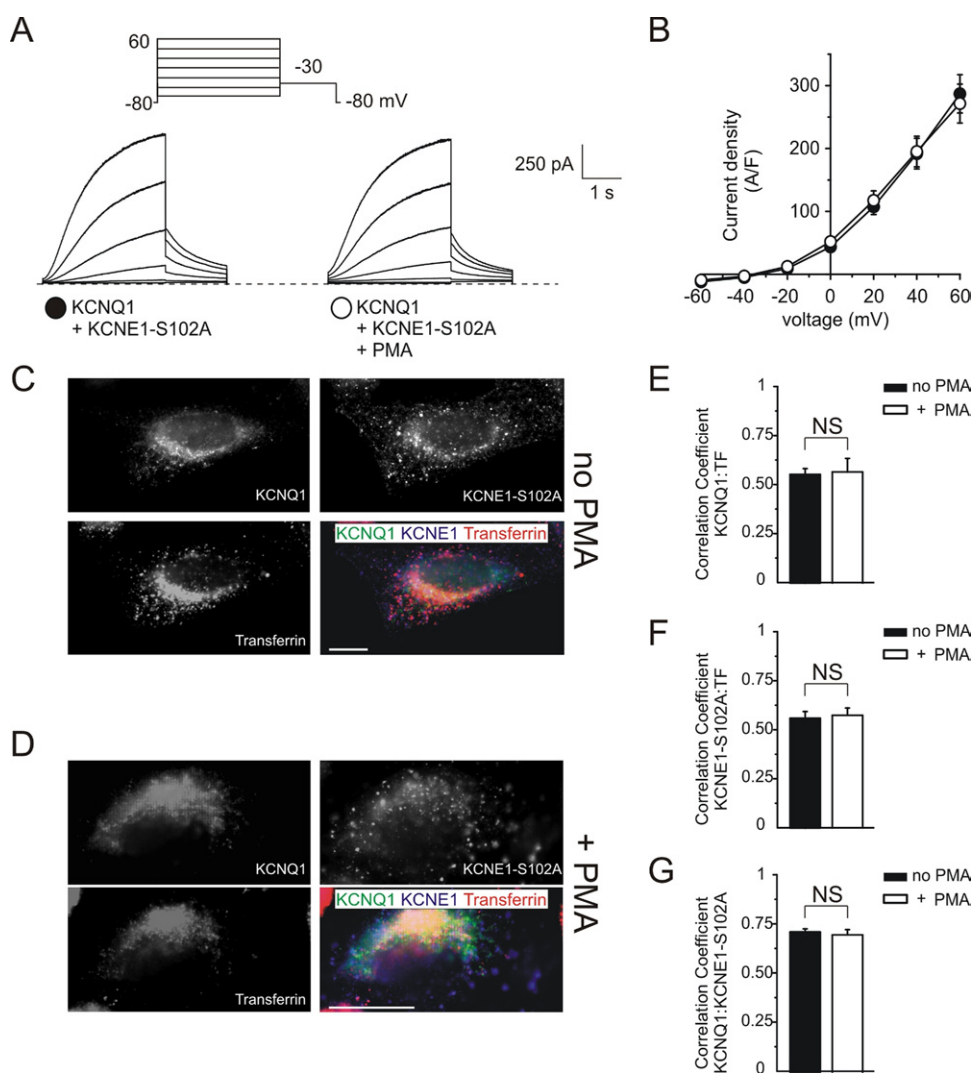 A
60
-30
-80
-80 mV
250 pA
1 s
KCNQ1
+ KCNE1-S102A
KCNQ1
+ KCNE1-S102A
+ PMA
B
Current density
(A/F)
300
200
100
-60 -40 -20 0 20 40 60
voltage (mV)
C
KCNQ1
KCNE1-S102A
Transferrin
KCNQ1 KCNE1 Transferrin
no PMA
D
KCNQ1
KCNE1-S102A
Transferrin
KCNQ1 KCNE1 Transferrin
+ PMA
E
Correlation Coefficient
KCNQ1:TF
1
0.75
0.50
0.25
0
NS
no PMA
+ PMA
F
Correlation Coefficient
KCNE1-S102A:TF
1
0.75
0.50
0.25
0
NS
no PMA
+ PMA
G
Correlation Coefficient
KCNQ1:KCNE1-S102A
1
0.75
0.50
0.25
0
NS
no PMA
+ PMA